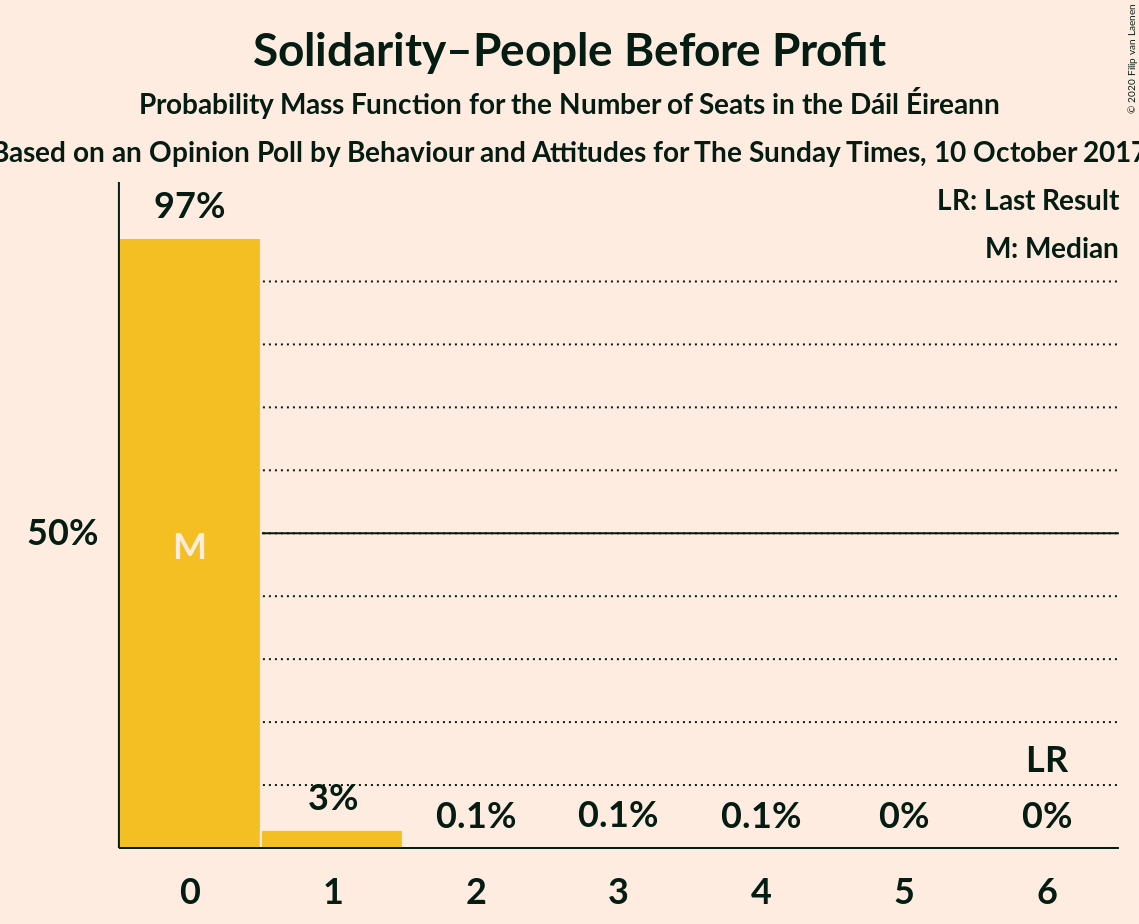 Solidarity–People Before Profit
Probability Mass Function for the Number of Seats in the Dáil Éireann
Based on an Opinion Poll by Behaviour and Attitudes for The Sunday Times, 10 October 2017
© 2020 Filip van Laenen
LR: Last Result
M: Median
97%
50%
M
LR
3%
0.1%
0.1%
0.1%
0%
0%
0
1
2
3
4
5
6